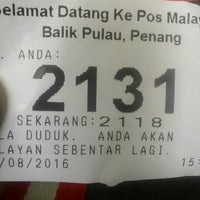 Selamat Datang Ke Pos Malay
Balik Pulau, Penang
. ANDA:
2131
SEKARANG: 2118
LA DUDUK. ANDA AKAN
LAYAN SEBENTAR LAGI.
/08/2016 15: